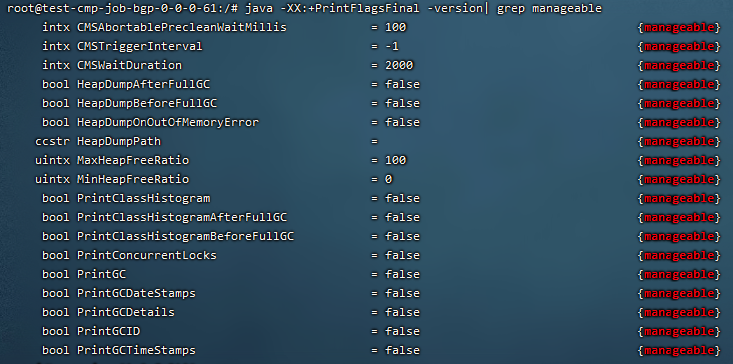 root@test-cmp-job-bgp-0-0-0-61:/# java -XX:+PrintFlagsFinal -version| grep manageable
intx CMSAbortablePrecleanWaitMillis = 100 {manageable}
intx CMSTriggerInterval = -1 {manageable}
intx CMSWaitDuration = 2000 {manageable}
bool HeapDumpAfterFullGC = false {manageable}
bool HeapDumpBeforeFullGC = false {manageable}
bool HeapDumpOnOutOfMemoryError = false {manageable}
ccstr HeapDumpPath = {manageable}
uintx MaxHeapFreeRatio = 100 {manageable}
uintx MinHeapFreeRatio = 0 {manageable}
bool PrintClassHistogram = false {manageable}
bool PrintClassHistogramAfterFullGC = false {manageable}
bool PrintClassHistogramBeforeFullGC = false {manageable}
bool PrintConcurrentLocks = false {manageable}
bool PrintGC = false {manageable}
bool PrintGCDateStamps = false {manageable}
bool PrintGCDetails = false {manageable}
bool PrintGCID = false {manageable}
bool PrintGCTimeStamps = false {manageable}